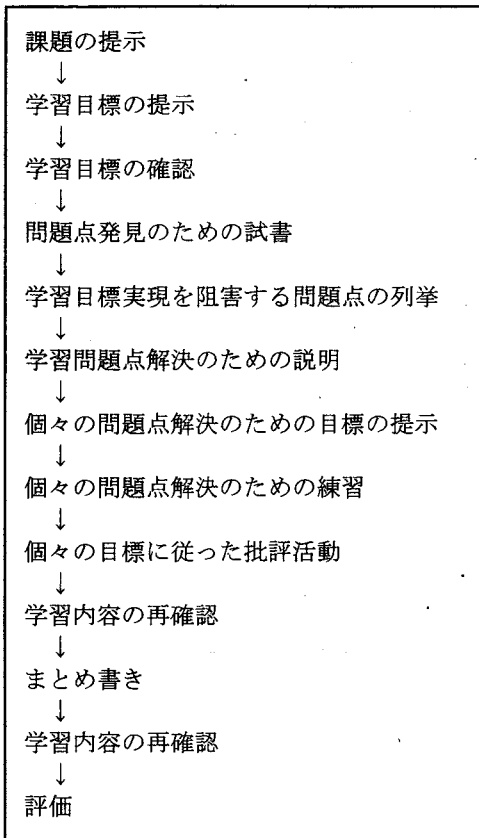 課題の提示
↓
学習目標の提示
↓
学習目標の確認
↓
問題点発見のための試書
↓
学習目標実現を阻害する問題点の列挙
↓
学習問題点解決のための説明
↓
個々の問題点解決のための目標の提示
↓
個々の問題点解決のための練習
↓
個々の目標に従った批評活動
↓
学習内容の再確認
↓
まとめ書き
↓
学習内容の再確認
↓
評価